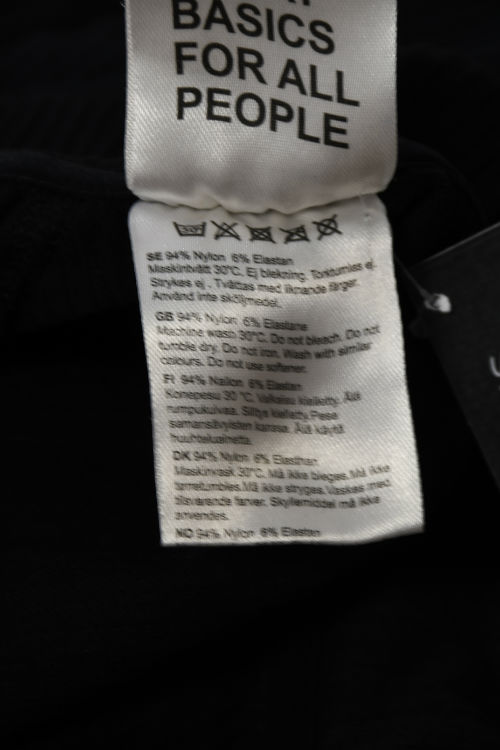 BASICS
FOR ALL
PEOPLE
30
SE 94% Nylon 6% Elastan
Maskintvätt 30°C. Ej blekning. Torktumlas ej.
Strykes ej . Tvättas med liknande färger.
Använd inte sköljmedel.
GB 94% Nylon 6% Elastane
Machine wash 30°C. Do not bleach. Do not
tumble dry. Do not iron. Wash with similar
colours. Do not use softener.
FI 94% Nailon 6% Elastan
Konepesu 30 °C. Valkaisu kielletty. Älä
rumpukuivaa. Silitys kielletty.Pese
samansävyisten kanssa. Älä käytä
huuhteluainetta.
DK 94% Nylon 6% Elasthan
Maskinvask 30°C. Må ikke bleges.Må ikke
tørretumbles.Må ikke stryges.Vaskes med
tilsvarende farver. Skyllemiddel må ikke
anvendes.
NO 94% Nylon 6% Elastan